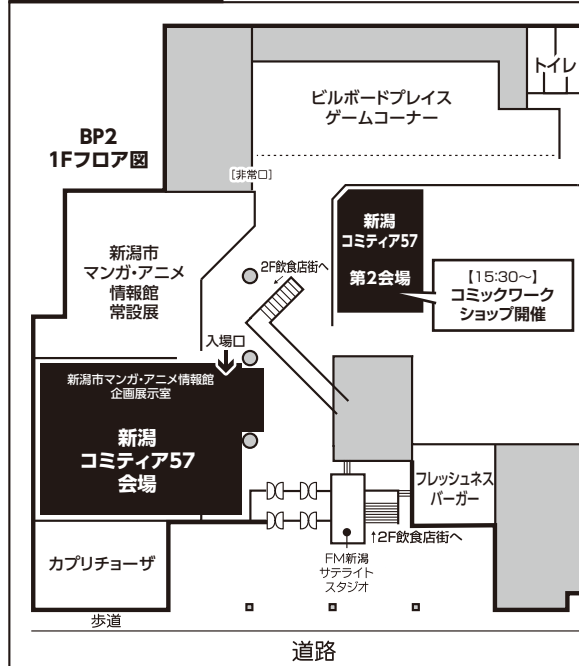 トイレ
ビルボードプレイス
ゲームコーナー
BP2
1Fフロア図
[非常口]
新潟
コミティア57
第2会場
【15:30～】
コミックワーク
ショップ開催
新潟市
マンガ・アニメ
情報館
常設展
2F飲食店街へ
入場口
新潟市マンガ・アニメ情報館
企画展示室
新潟
コミティア57
会場
フレッシュネス
バーガー
↑2F飲食店街へ
カプリチョーザ
FM新潟
サテライト
スタジオ
歩道
道路